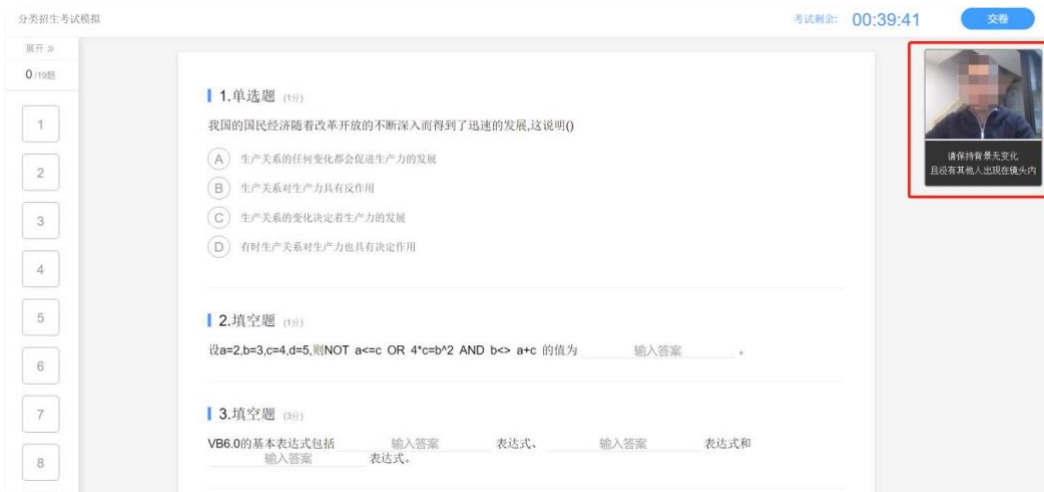 分类招生考试模拟
考试剩余: 00:39:41 交卷
展开 »
0 /19题
1
2
3
4
5
6
7
8
1.单选题 (1分)
我国的国民经济随着改革开放的不断深入而得到了迅速的发展,这说明()
A 生产关系的任何变化都会促进生产力的发展
B 生产关系对生产力具有反作用
C 生产关系的变化决定着生产力的发展
D 有时生产关系对生产力也具有决定作用
2.填空题 (1分)
设a=2,b=3,c=4,d=5,则NOT a<=c OR 4*c=b^2 AND b<> a+c 的值为 输入答案 。
3.填空题 (3分)
VB6.0的基本表达式包括 输入答案 表达式、 输入答案 表达式和
输入答案 表达式。
请保持背景无变化
且没有其他人出现在镜头内